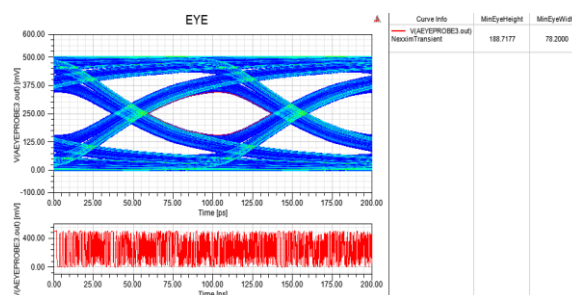 EYE
Curve Info MinEyeHeight MinEyeWidth
V(AEYEPROBE3.out)
NexximTransient 188.7177 78.2000
V(AEYEPROBE3.out) [mV]
600.00
500.00
375.00
250.00
125.00
0.00
-100.00
0.00 25.00 50.00 75.00 100.00 125.00 150.00 175.00 200.00
Time [ps]
V(AEYEPROBE3.out) [mV]
400.00
0.00
0.00 25.00 50.00 75.00 100.00 125.00 150.00 175.00 200.00